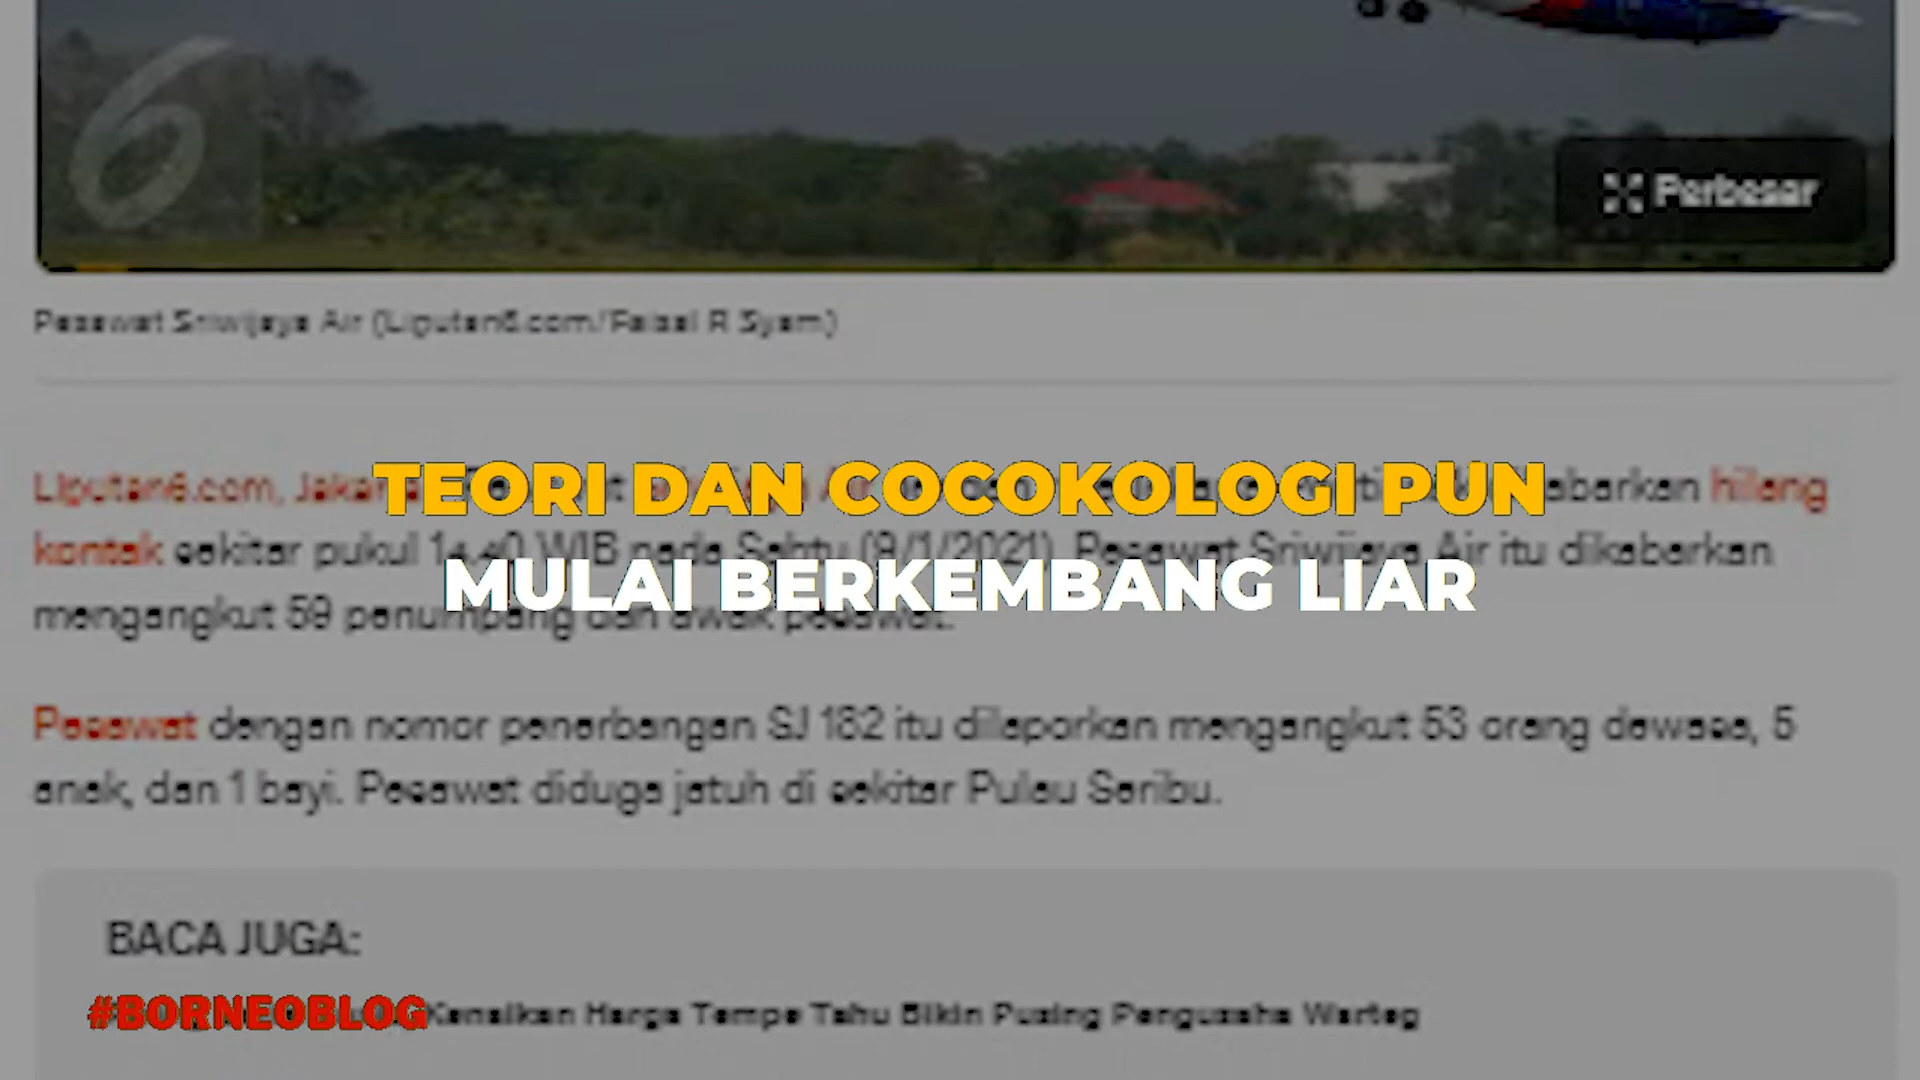 6
Perbesar
Pesawat Sriwijaya Air (Liputan6.com/Faisal R Syam)
TEORI DAN COCOKOLOGI PUN
MULAI BERKEMBANG LIAR
Liputan6.com, Jakarta hilang
kontak sekitar pukul 14.40 WIB pada Sabtu (9/1/2021). Pesawat Sriwijaya Air itu dikabarkan
mengangkut 59 penumpang dan awak pesawat.
Pesawat dengan nomor penerbangan SJ 182 itu dilaporkan mengangkut 53 orang dewasa, 5
anak, dan 1 bayi. Pesawat diduga jatuh di sekitar Pulau Seribu.
BACA JUGA:
#BORNEOBLOG
Kenaikan Harga Tempe Tahu Bikin Pusing Pengusaha Warteg